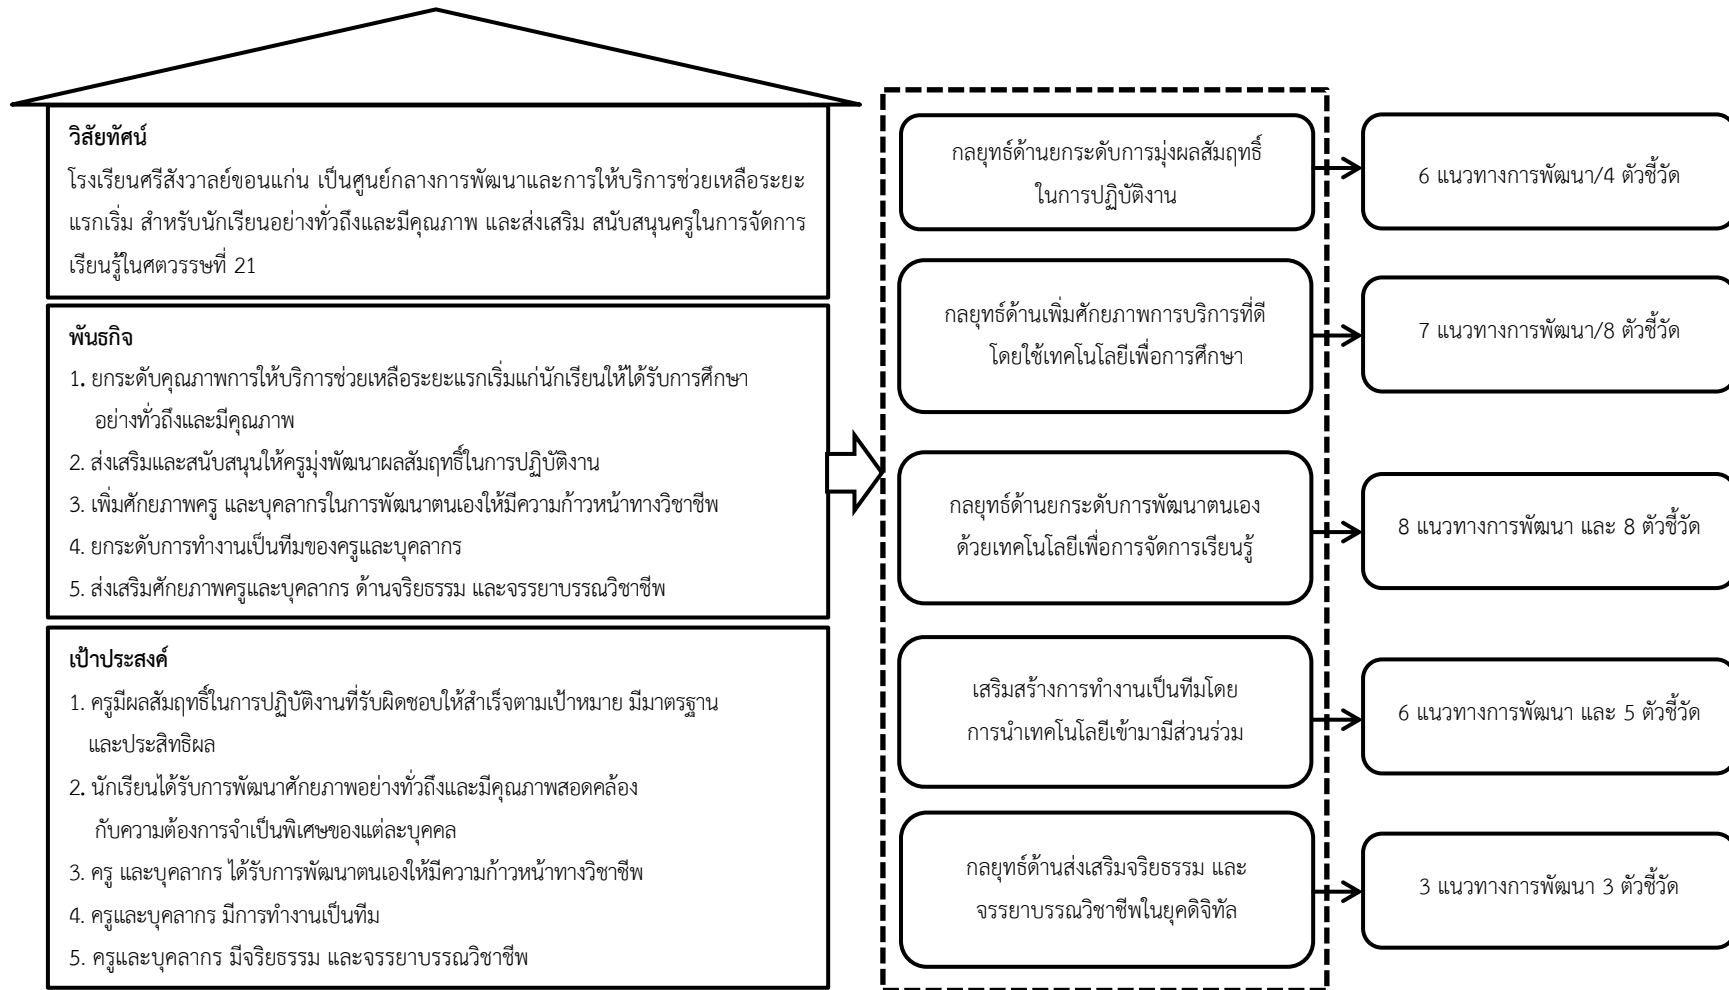 วิสัยทัศน์
โรงเรียนศรีสังวาลย์ขอนแก่น เป็นศูนย์กลางการพัฒนาและการให้บริการช่วยเหลือระยะ
แรกเริ่ม สำหรับนักเรียนอย่างทั่วถึงและมีคุณภาพ และส่งเสริม สนับสนุนครูในการจัดการ
เรียนรู้ในศตวรรษที่ 21
พันธกิจ
1. ยกระดับคุณภาพการให้บริการช่วยเหลือระยะแรกเริ่มแก่นักเรียนให้ได้รับการศึกษา
อย่างทั่วถึงและมีคุณภาพ
2. ส่งเสริมและสนับสนุนให้ครูมุ่งพัฒนาผลสัมฤทธิ์ในการปฏิบัติงาน
3. เพิ่มศักยภาพครู และบุคลากรในการพัฒนาตนเองให้มีความก้าวหน้าทางวิชาชีพ
4. ยกระดับการทำงานเป็นทีมของครูและบุคลากร
5. ส่งเสริมศักยภาพครูและบุคลากร ด้านจริยธรรม และจรรยาบรรณวิชาชีพ
เป้าประสงค์
1. ครูมีผลสัมฤทธิ์ในการปฏิบัติงานที่รับผิดชอบให้สำเร็จตามเป้าหมาย มีมาตรฐาน
และประสิทธิผล
2. นักเรียนได้รับการพัฒนาศักยภาพอย่างทั่วถึงและมีคุณภาพสอดคล้อง
กับความต้องการจำเป็นพิเศษของแต่ละบุคคล
3. ครู และบุคลากร ได้รับการพัฒนาตนเองให้มีความก้าวหน้าทางวิชาชีพ
4. ครูและบุคลากร มีการทำงานเป็นทีม
5. ครูและบุคลากร มีจริยธรรม และจรรยาบรรณวิชาชีพ
กลยุทธ์ด้านยกระดับการมุ่งผลสัมฤทธิ์
ในการปฏิบัติงาน
6 แนวทางการพัฒนา/4 ตัวชี้วัด
กลยุทธ์ด้านเพิ่มศักยภาพการบริการที่ดี
โดยใช้เทคโนโลยีเพื่อการศึกษา
7 แนวทางการพัฒนา/8 ตัวชี้วัด
กลยุทธ์ด้านยกระดับการพัฒนาตนเอง
ด้วยเทคโนโลยีเพื่อการจัดการเรียนรู้
8 แนวทางการพัฒนา และ 8 ตัวชี้วัด
เสริมสร้างการทำงานเป็นทีมโดย
การนำเทคโนโลยีเข้ามามีส่วนร่วม
6 แนวทางการพัฒนา และ 5 ตัวชี้วัด
กลยุทธ์ด้านส่งเสริมจริยธรรม และ
จรรยาบรรณวิชาชีพในยุคดิจิทัล
3 แนวทางการพัฒนา 3 ตัวชี้วัด